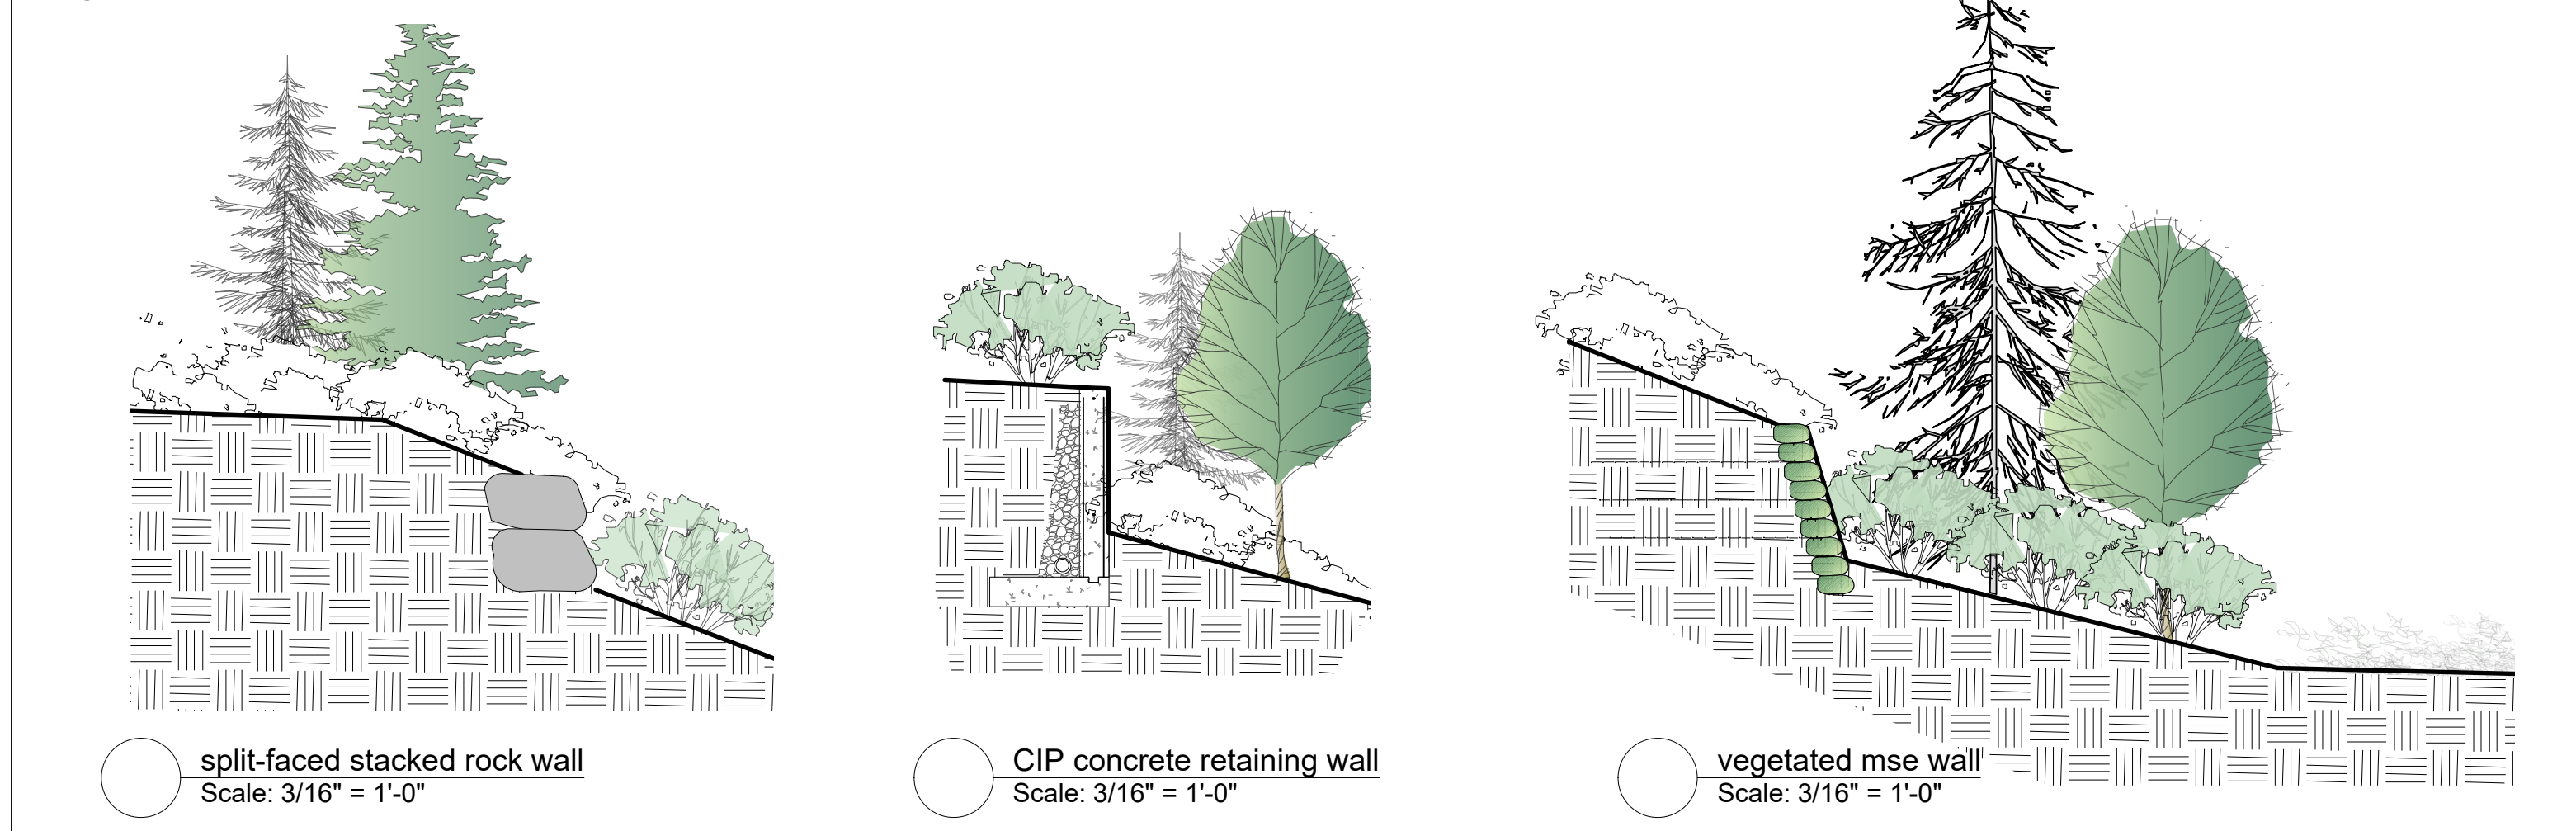 split-faced stacked rock wall
Scale: 3/16" = 1'-0"
CIP concrete retaining wall
Scale: 3/16" = 1'-0"
vegetated mse wall
Scale: 3/16" = 1'-0"